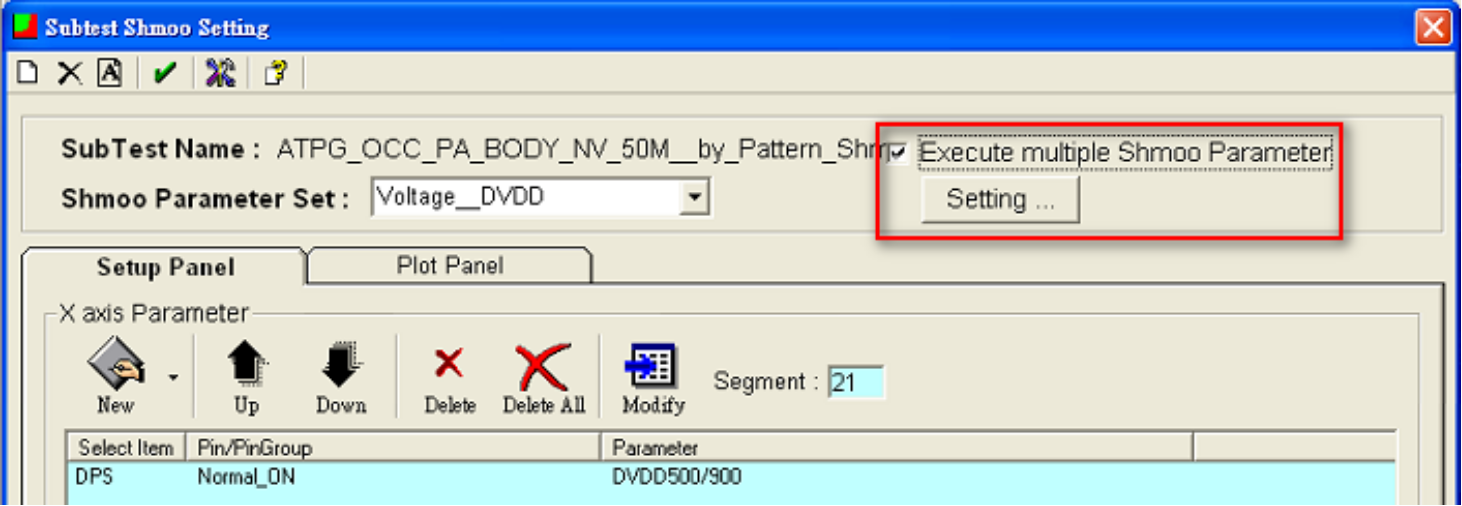 Subtest Shmoo Setting
SubTest Name : ATPG_OCC_PA_BODY_NV_50M__by_Pattern_Shm
Execute multiple Shmoo Parameter
Shmoo Parameter Set : Voltage__DVDD
Setting ...
Setup Panel Plot Panel
X axis Parameter
New Up Down Delete Delete All Modify Segment : 21
Select Item Pin/PinGroup Parameter
DPS Normal_ON DVDD500/900